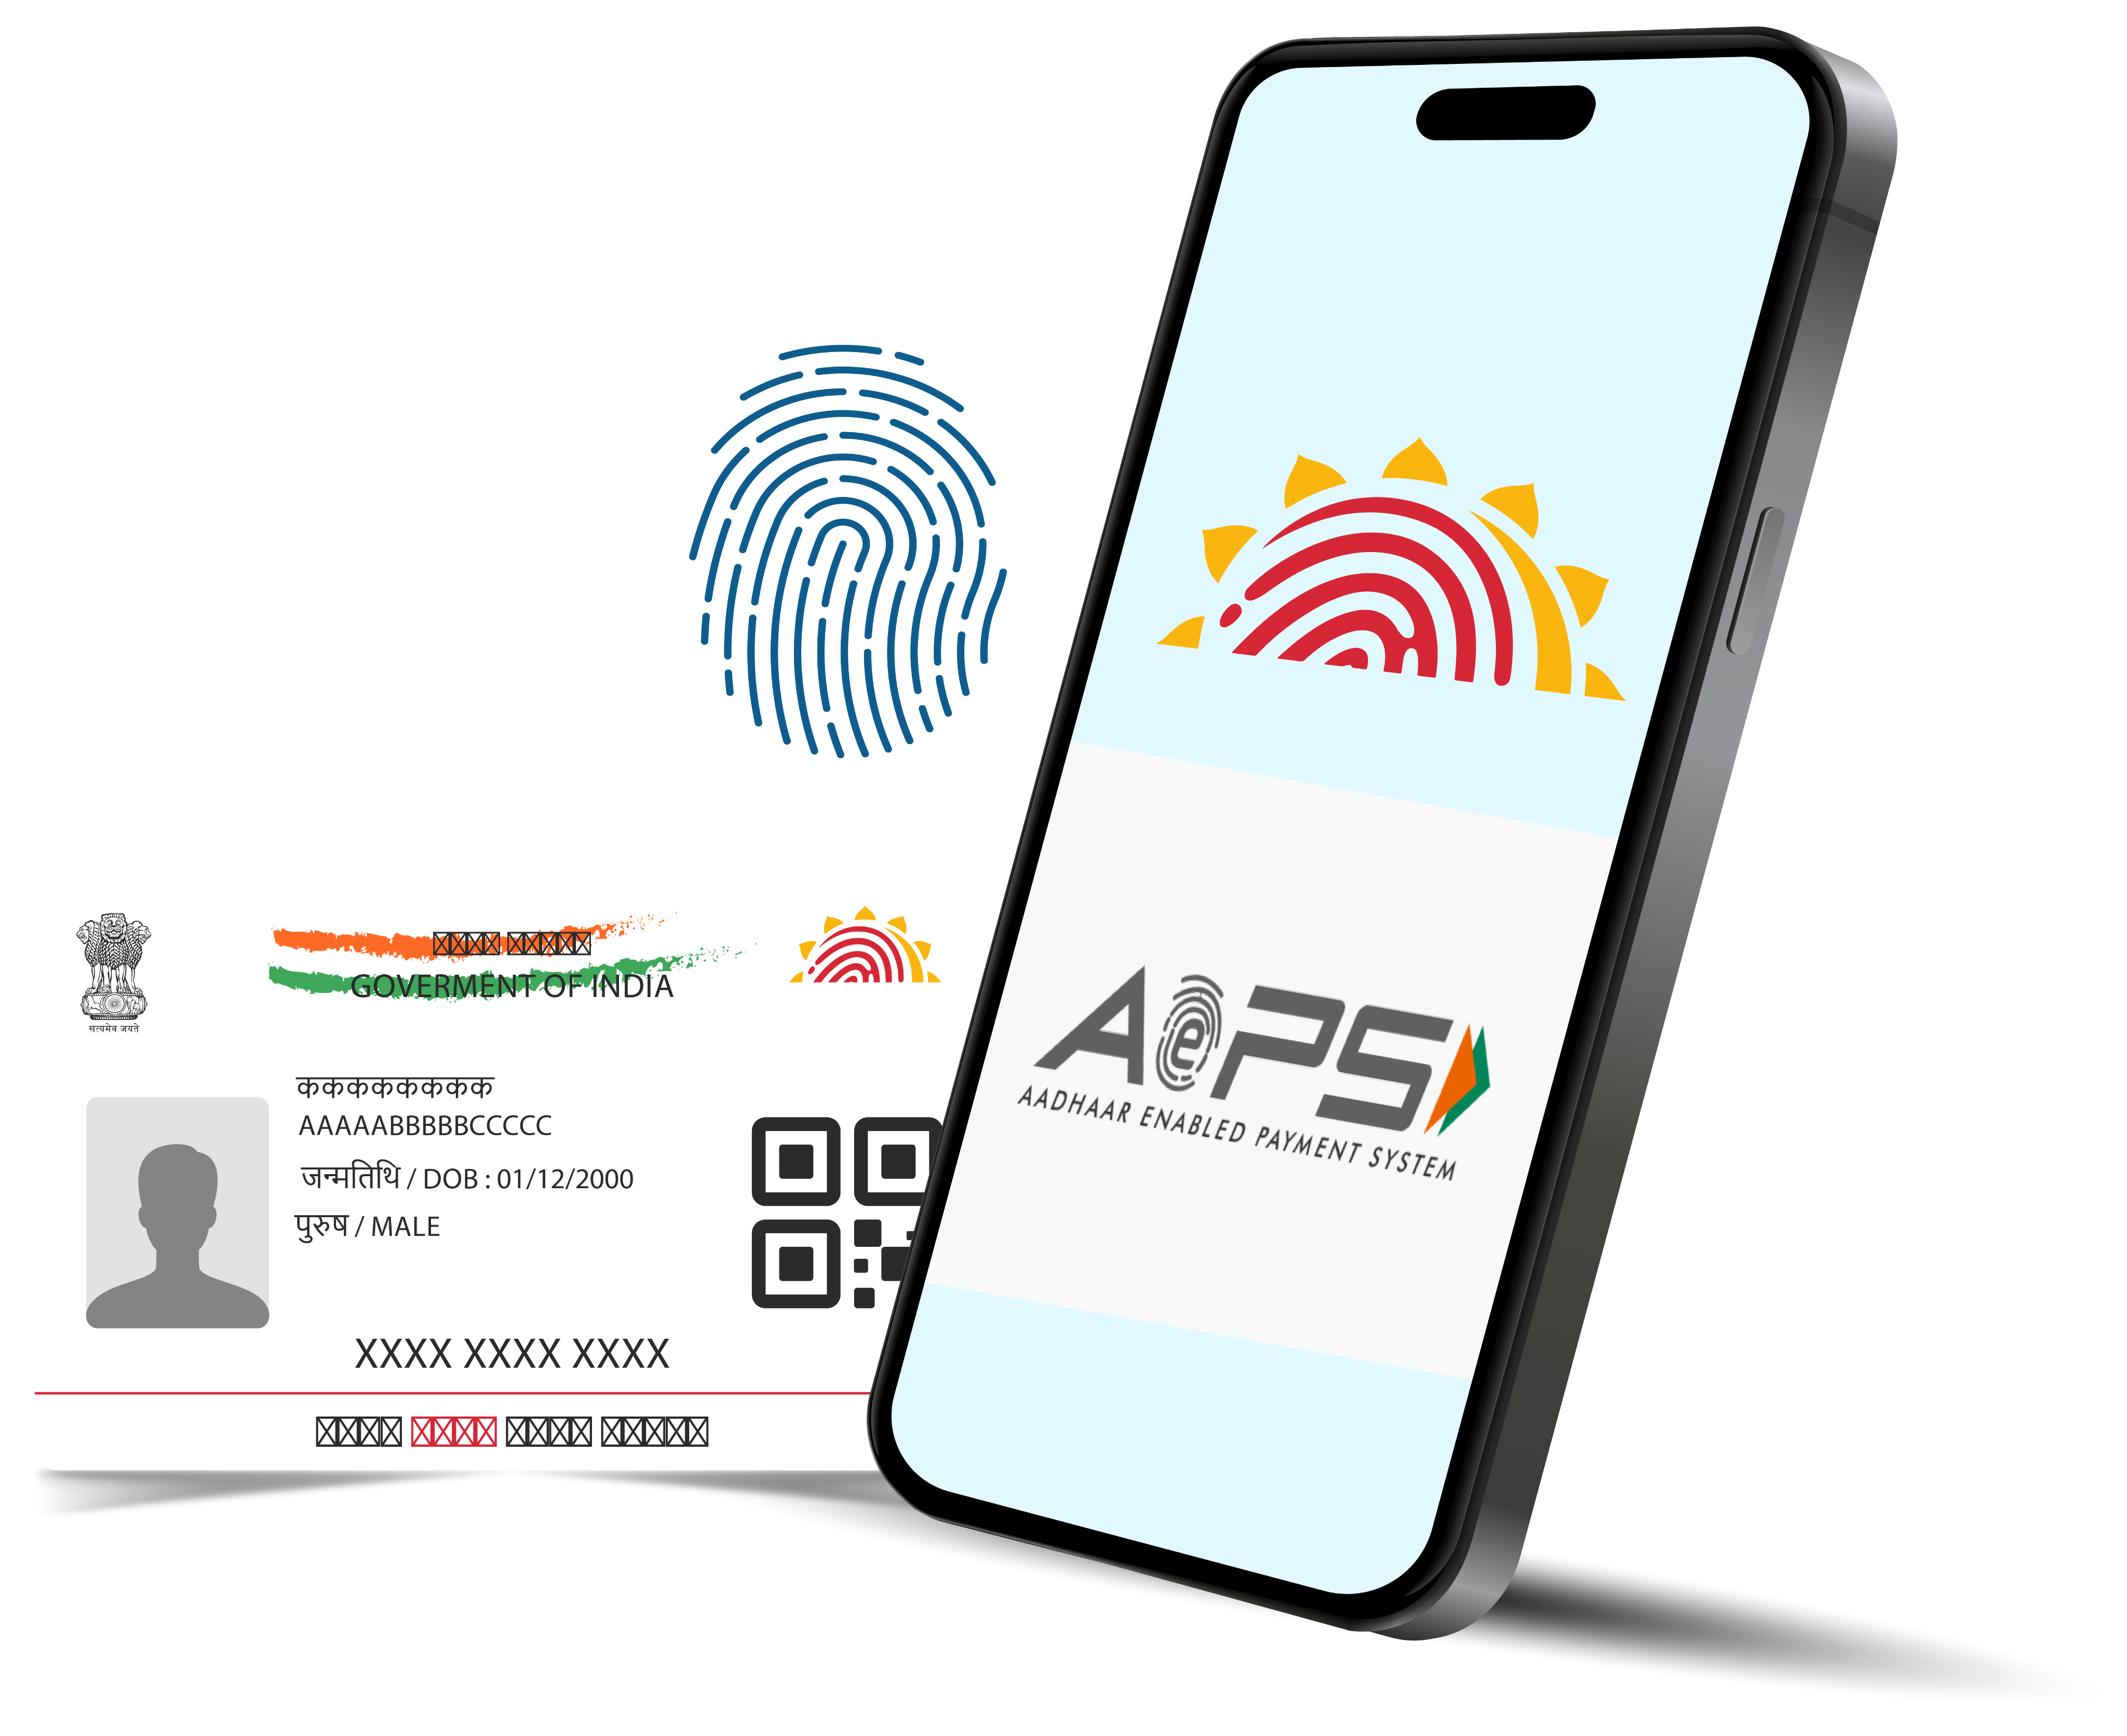 GOVERMENT OF INDIA
सत्यमेव जयते
ककककककककक
AAAAABBBBBCCCCC
जन्मतिथि / DOB : 01/12/2000
पुरुष / MALE
XXXX XXXX XXXX
AePS
AADHAAR ENABLED PAYMENT SYSTEM